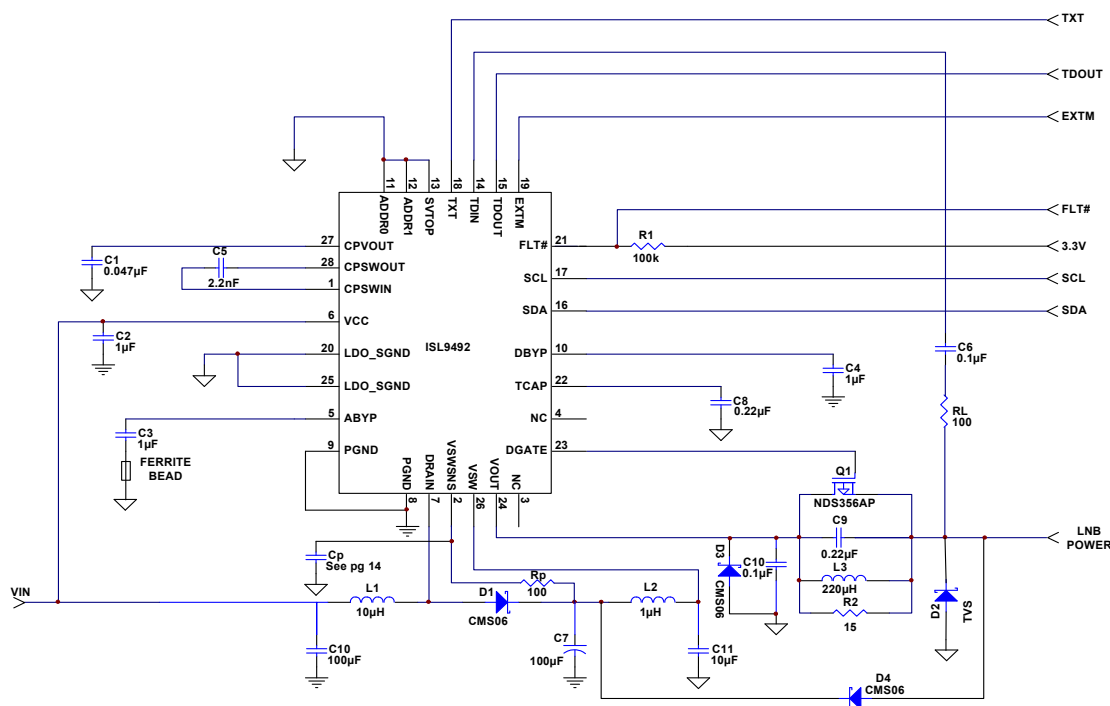 TXT
TDOUT
EXTM
11
12
13
18
14
15
19
ADDR0
ADDR1
SVTOP
TXT
TDIN
TDOUT
EXTM
FLT#
27
CPVOUT
FLT#
21
R1
100k
3.3V
C1
0.047µF
C5
2.2nF
28
CPSWOUT
1
CPSWIN
SCL
17
SCL
SDA
16
SDA
6
VCC
ISL9492
C2
1µF
20
LDO_SGND
DBYP
10
C4
1µF
C6
0.1µF
25
LDO_SGND
TCAP
22
C8
0.22µF
5
ABYP
NC
4
RL
100
C3
1µF
FERRITE
BEAD
9
PGND
DGATE
23
PGND
DRAIN
VSWSNS
VSW
VOUT
NC
8
7
2
26
24
3
Q1
NDS356AP
C9
0.22µF
LNB
POWER
Cp
See pg 14
D3
CMS06
C10
0.1µF
L3
220µH
R2
15
D2
TVS
VIN
L1
10µH
D1
CMS06
Rp
100
L2
1µH
C10
100µF
C7
100µF
C11
10µF
D4
CMS06